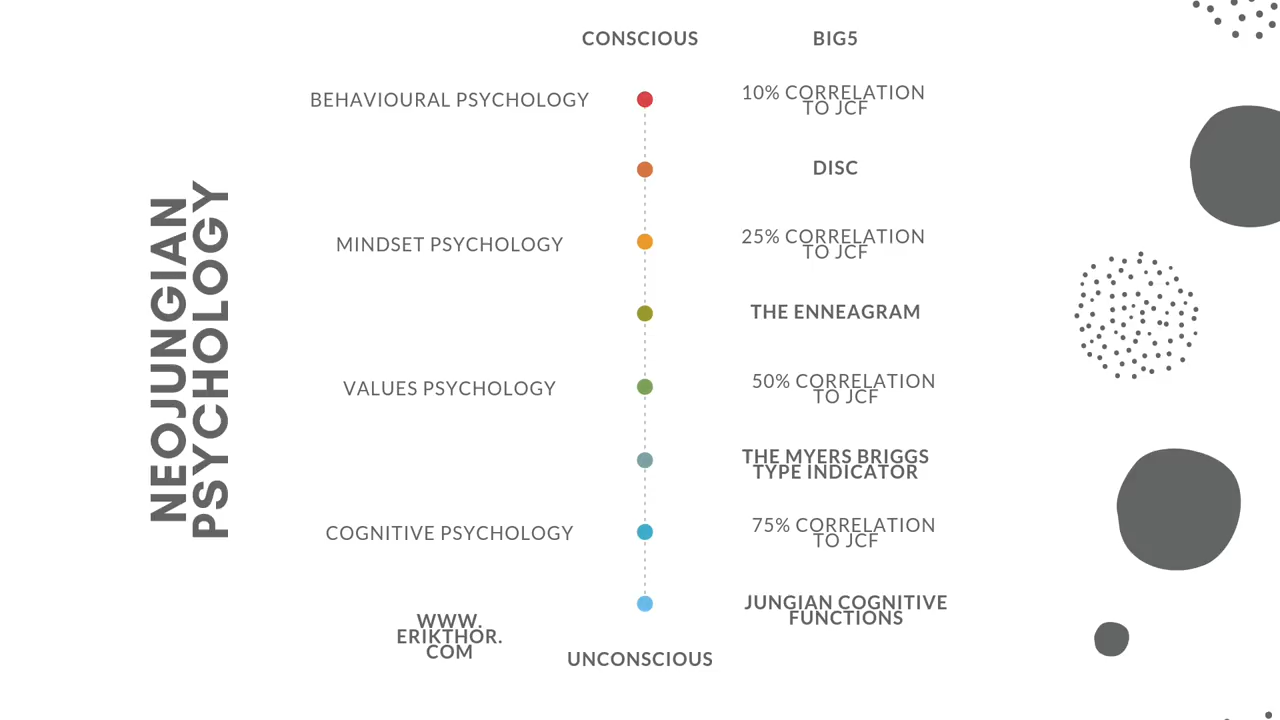 NEOJUNGIAN
PSYCHOLOGY
CONSCIOUS
BIG5
BEHAVIOURAL PSYCHOLOGY
10% CORRELATION
TO JCF
DISC
MINDSET PSYCHOLOGY
25% CORRELATION
TO JCF
THE ENNEAGRAM
VALUES PSYCHOLOGY
50% CORRELATION
TO JCF
THE MYERS BRIGGS
TYPE INDICATOR
COGNITIVE PSYCHOLOGY
75% CORRELATION
TO JCF
JUNGIAN COGNITIVE
FUNCTIONS
WWW.
ERIKTHOR.
COM
UNCONSCIOUS